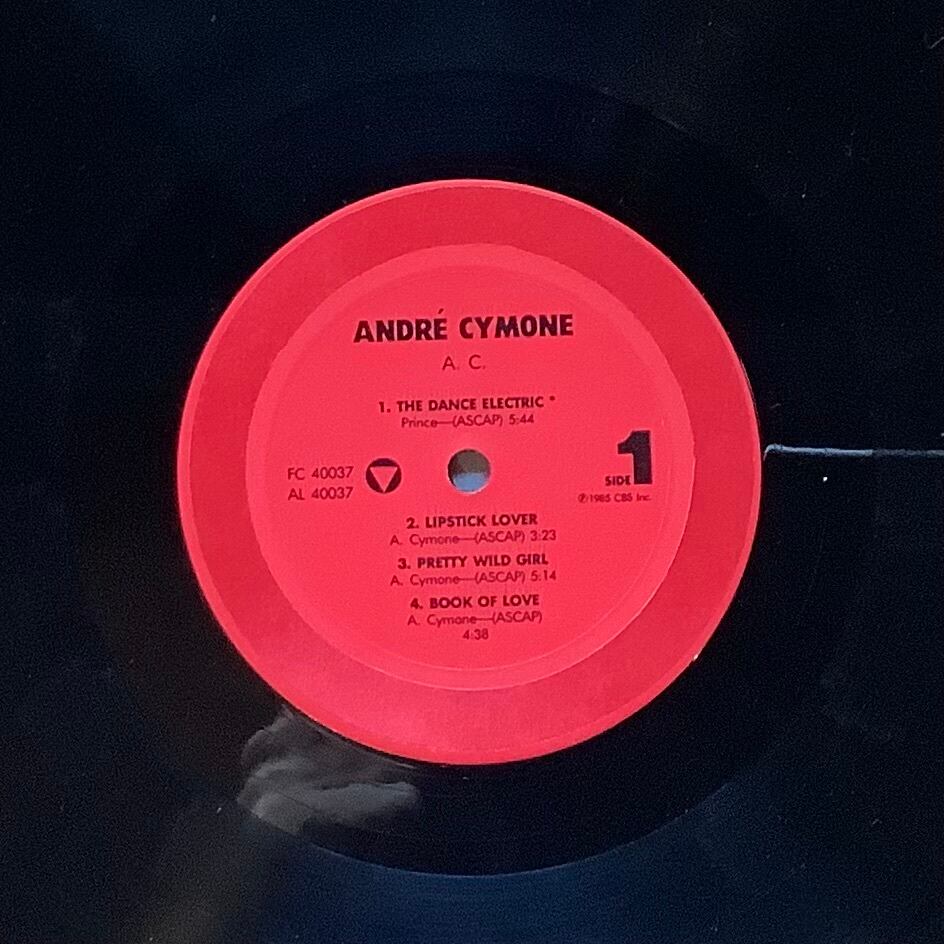 ANDRÉ CYMONE
A. C.
1. THE DANCE ELECTRIC *
Prince—(ASCAP) 5:44
FC 40037
AL 40037
SIDE 1
℗1985 CBS Inc.
2. LIPSTICK LOVER
A. Cymone—(ASCAP) 3:23
3. PRETTY WILD GIRL
A. Cymone—(ASCAP) 5:14
4. BOOK OF LOVE
A. Cymone—(ASCAP)
4:38